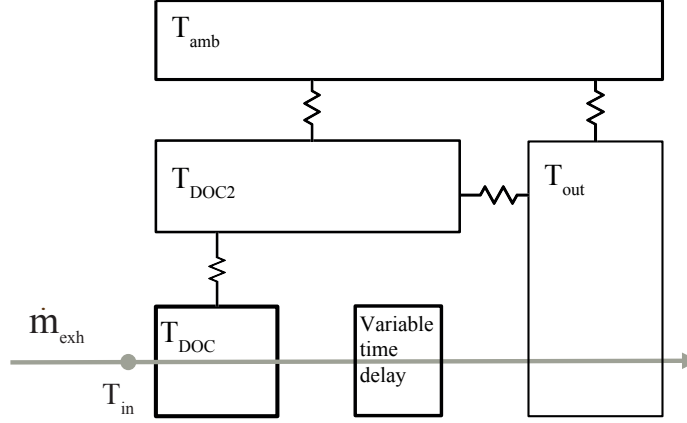 T_amb
T_DOC2
T_out
ṁ_exh
T_DOC
Variable
time
delay
T_in